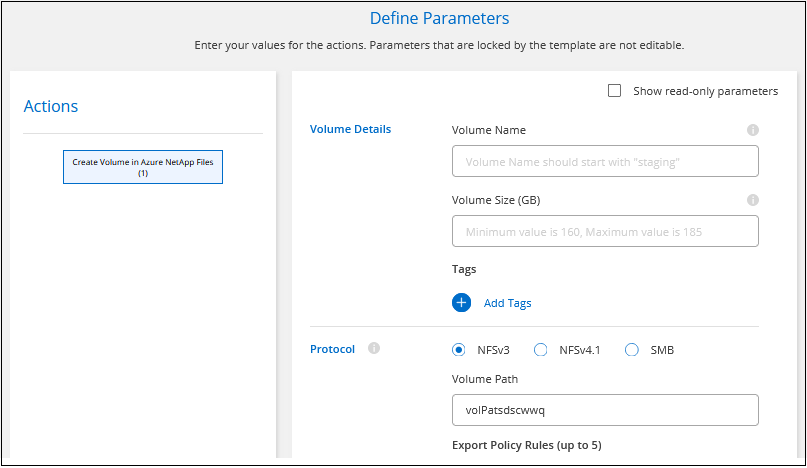 Define Parameters
Enter your values for the actions. Parameters that are locked by the template are not editable.
Actions
Create Volume in Azure NetApp Files
(1)
Show read-only parameters
Volume Details
Volume Name
Volume Name should start with "staging"
Volume Size (GB)
Minimum value is 160, Maximum value is 185
Tags
Add Tags
Protocol
NFSv3
NFSv4.1
SMB
Volume Path
volPatsdscwwq
Export Policy Rules (up to 5)